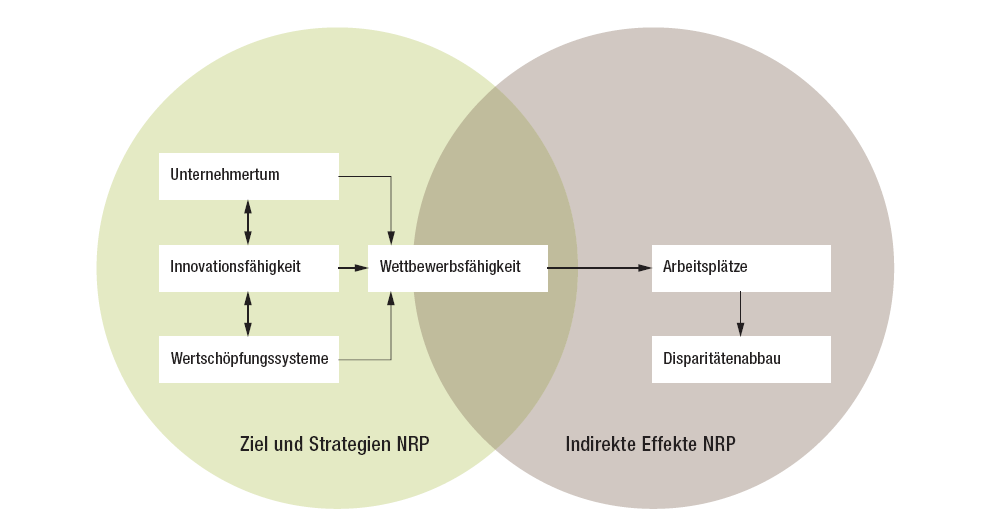 Unternehmertum
Innovationsfähigkeit
Wettbewerbsfähigkeit
Arbeitsplätze
Wertschöpfungssysteme
Disparitätenabbau
Ziel und Strategien NRP
Indirekte Effekte NRP